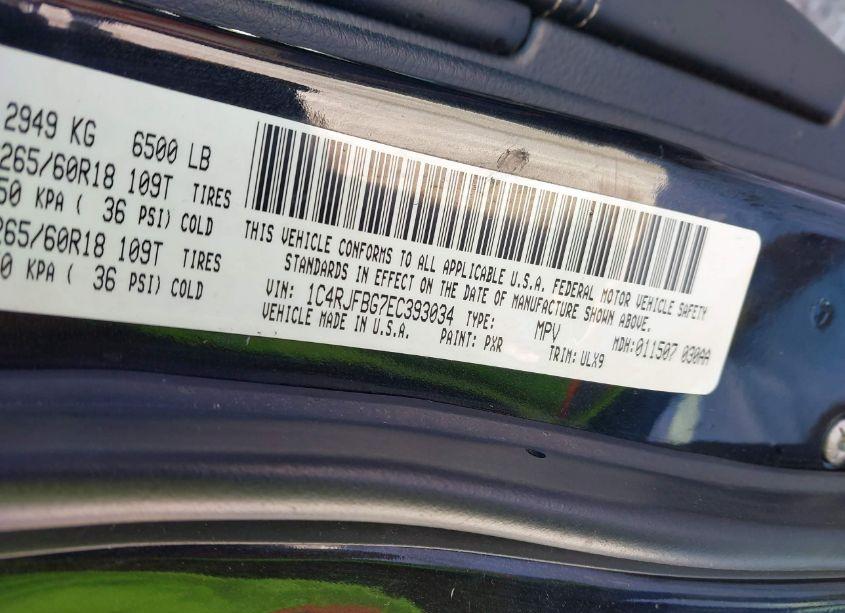 2949 KG 6500 LB
265/60R18 109T TIRES
50 KPA ( 36 PSI) COLD
265/60R18 109T TIRES
0 KPA ( 36 PSI) COLD
THIS VEHICLE CONFORMS TO ALL APPLICABLE U.S.A. FEDERAL MOTOR VEHICLE SAFETY
STANDARDS IN EFFECT ON THE DATE OF MANUFACTURE SHOWN ABOVE.
VIN: 1C4RJFBG7EC393034 TYPE: MPV MDH:011507 030AA
VEHICLE MADE IN U.S.A. PAINT: PXR TRIM: ULX9